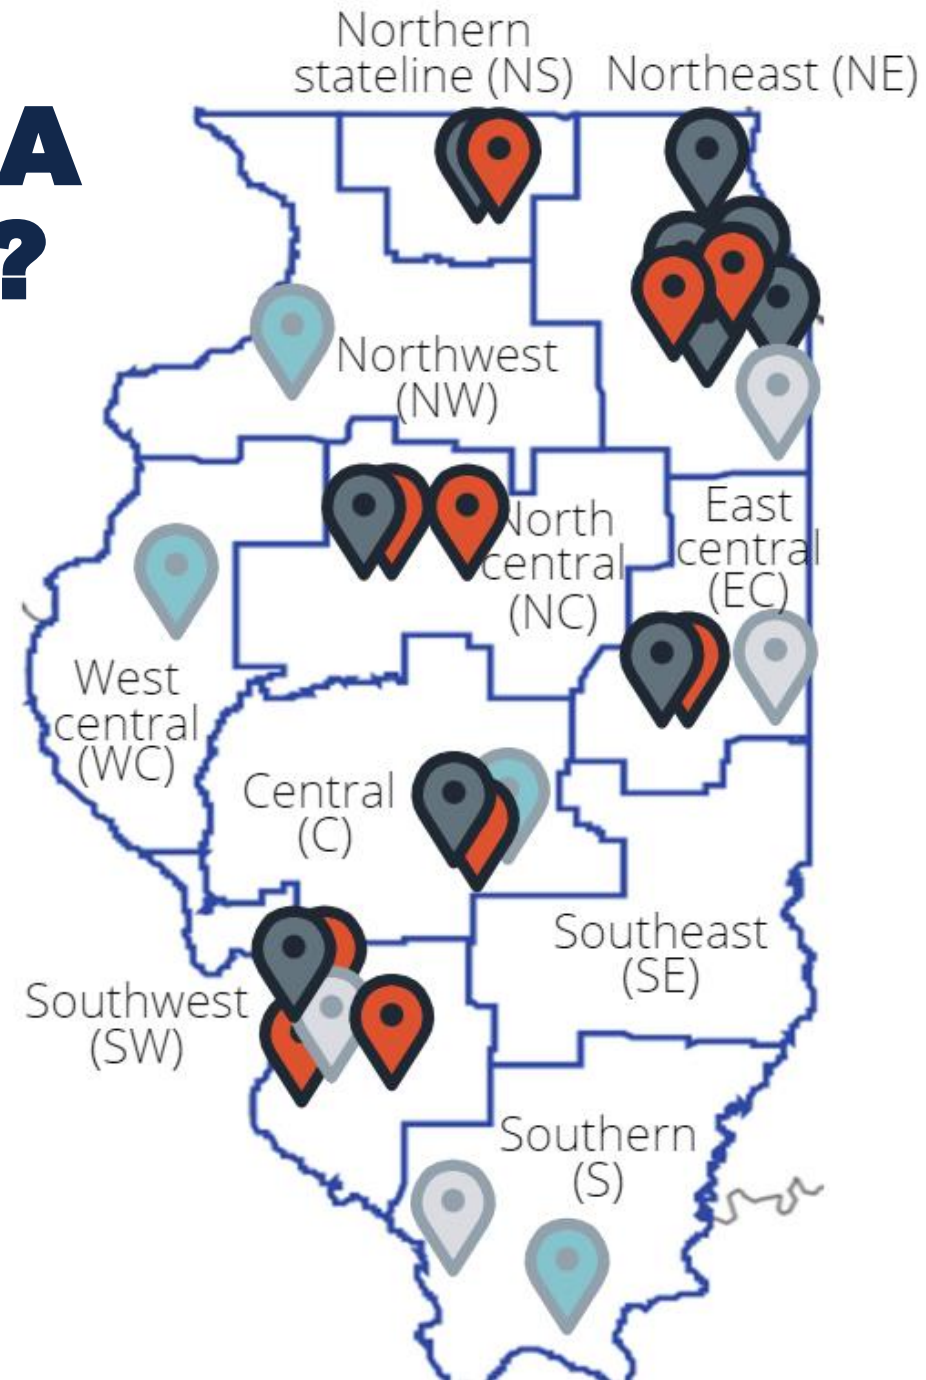 Northern
stateline (NS)
Northeast (NE)
A
?
Northwest
(NW)
North
central
(NC)
East
central
(EC)
West
central
(WC)
Central
(C)
Southeast
(SE)
Southwest
(SW)
Southern
(S)